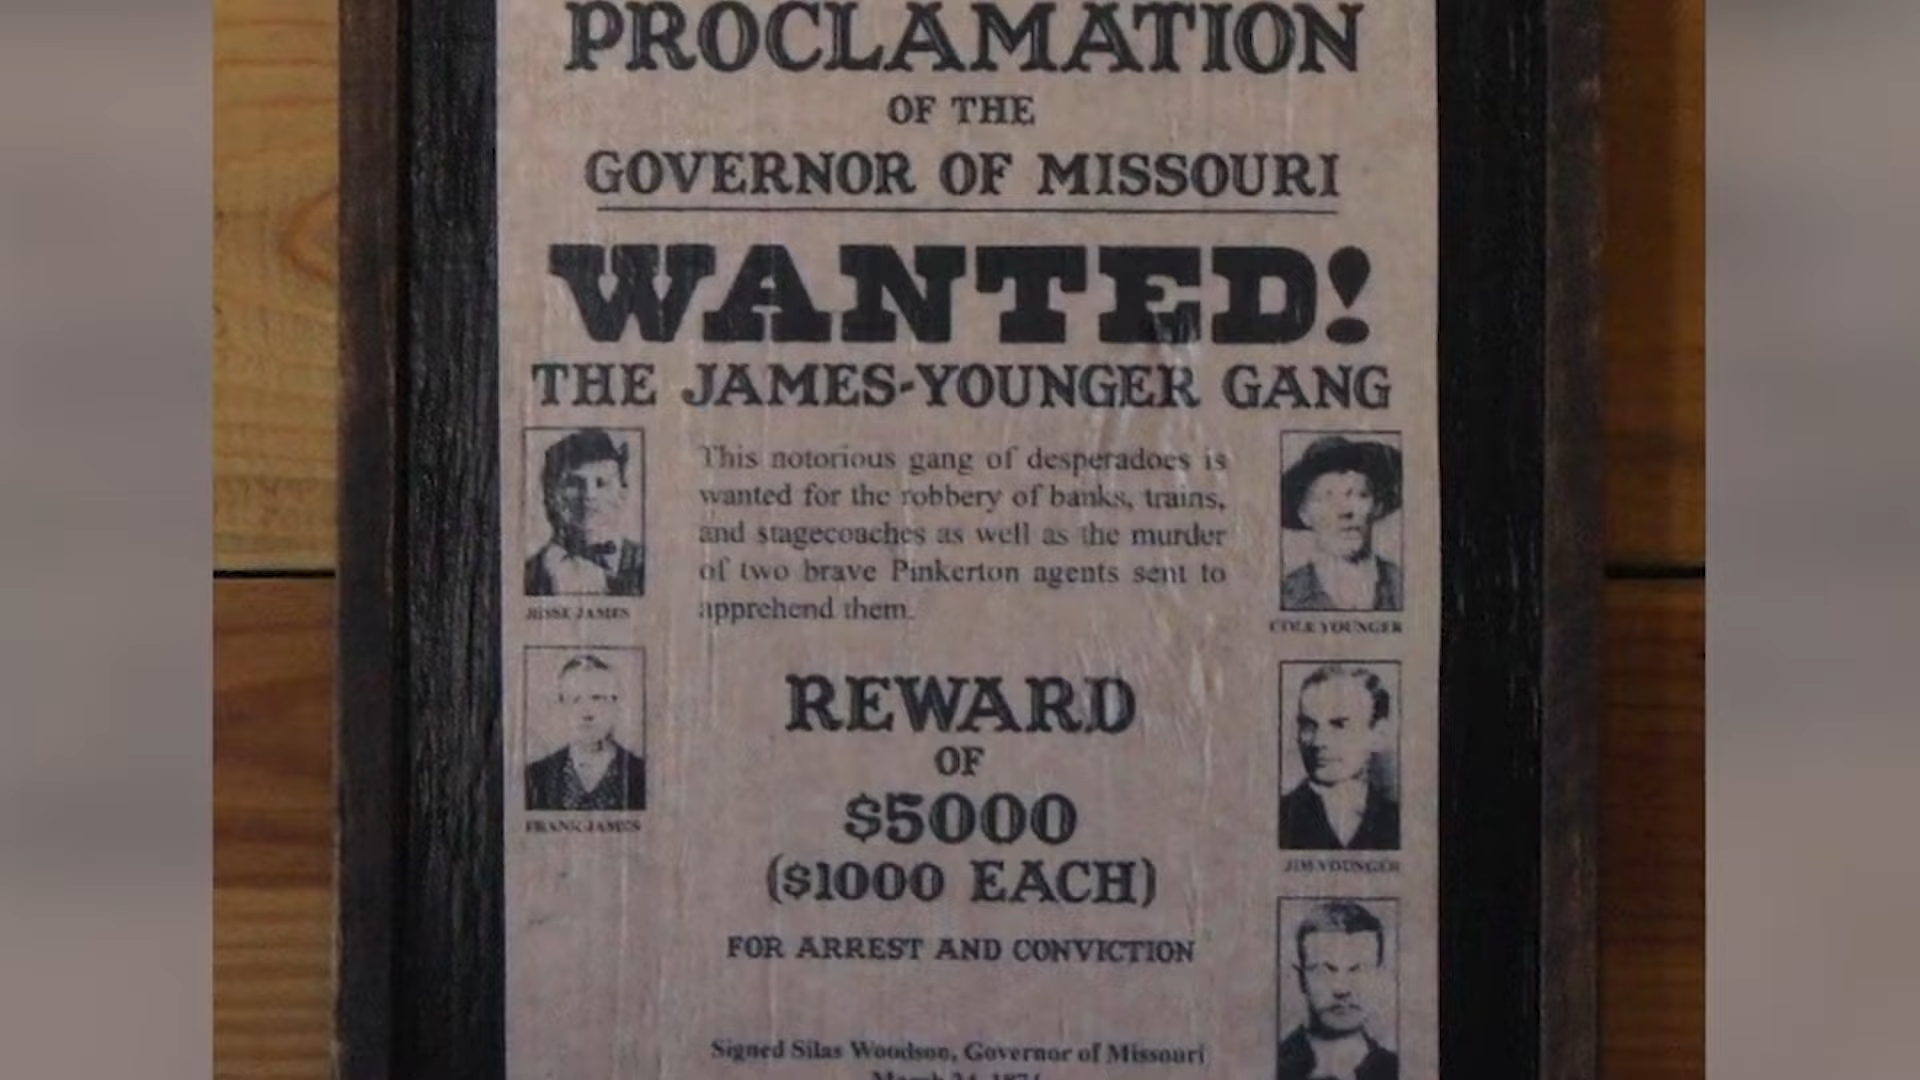 PROCLAMATION
OF THE
GOVERNOR OF MISSOURI
WANTED!
THE JAMES-YOUNGER GANG
This notorious gang of desperadoes is
wanted for the robbery of banks, trains,
and stagecoaches as well as the murder
of two brave Pinkerton agents sent to
apprehend them.
JESSE JAMES
COLE YOUNGER
REWARD
OF
$5000
($1000 EACH)
FRANK JAMES
JIM YOUNGER
FOR ARREST AND CONVICTION
Signed Silas Woodson, Governor of Missouri